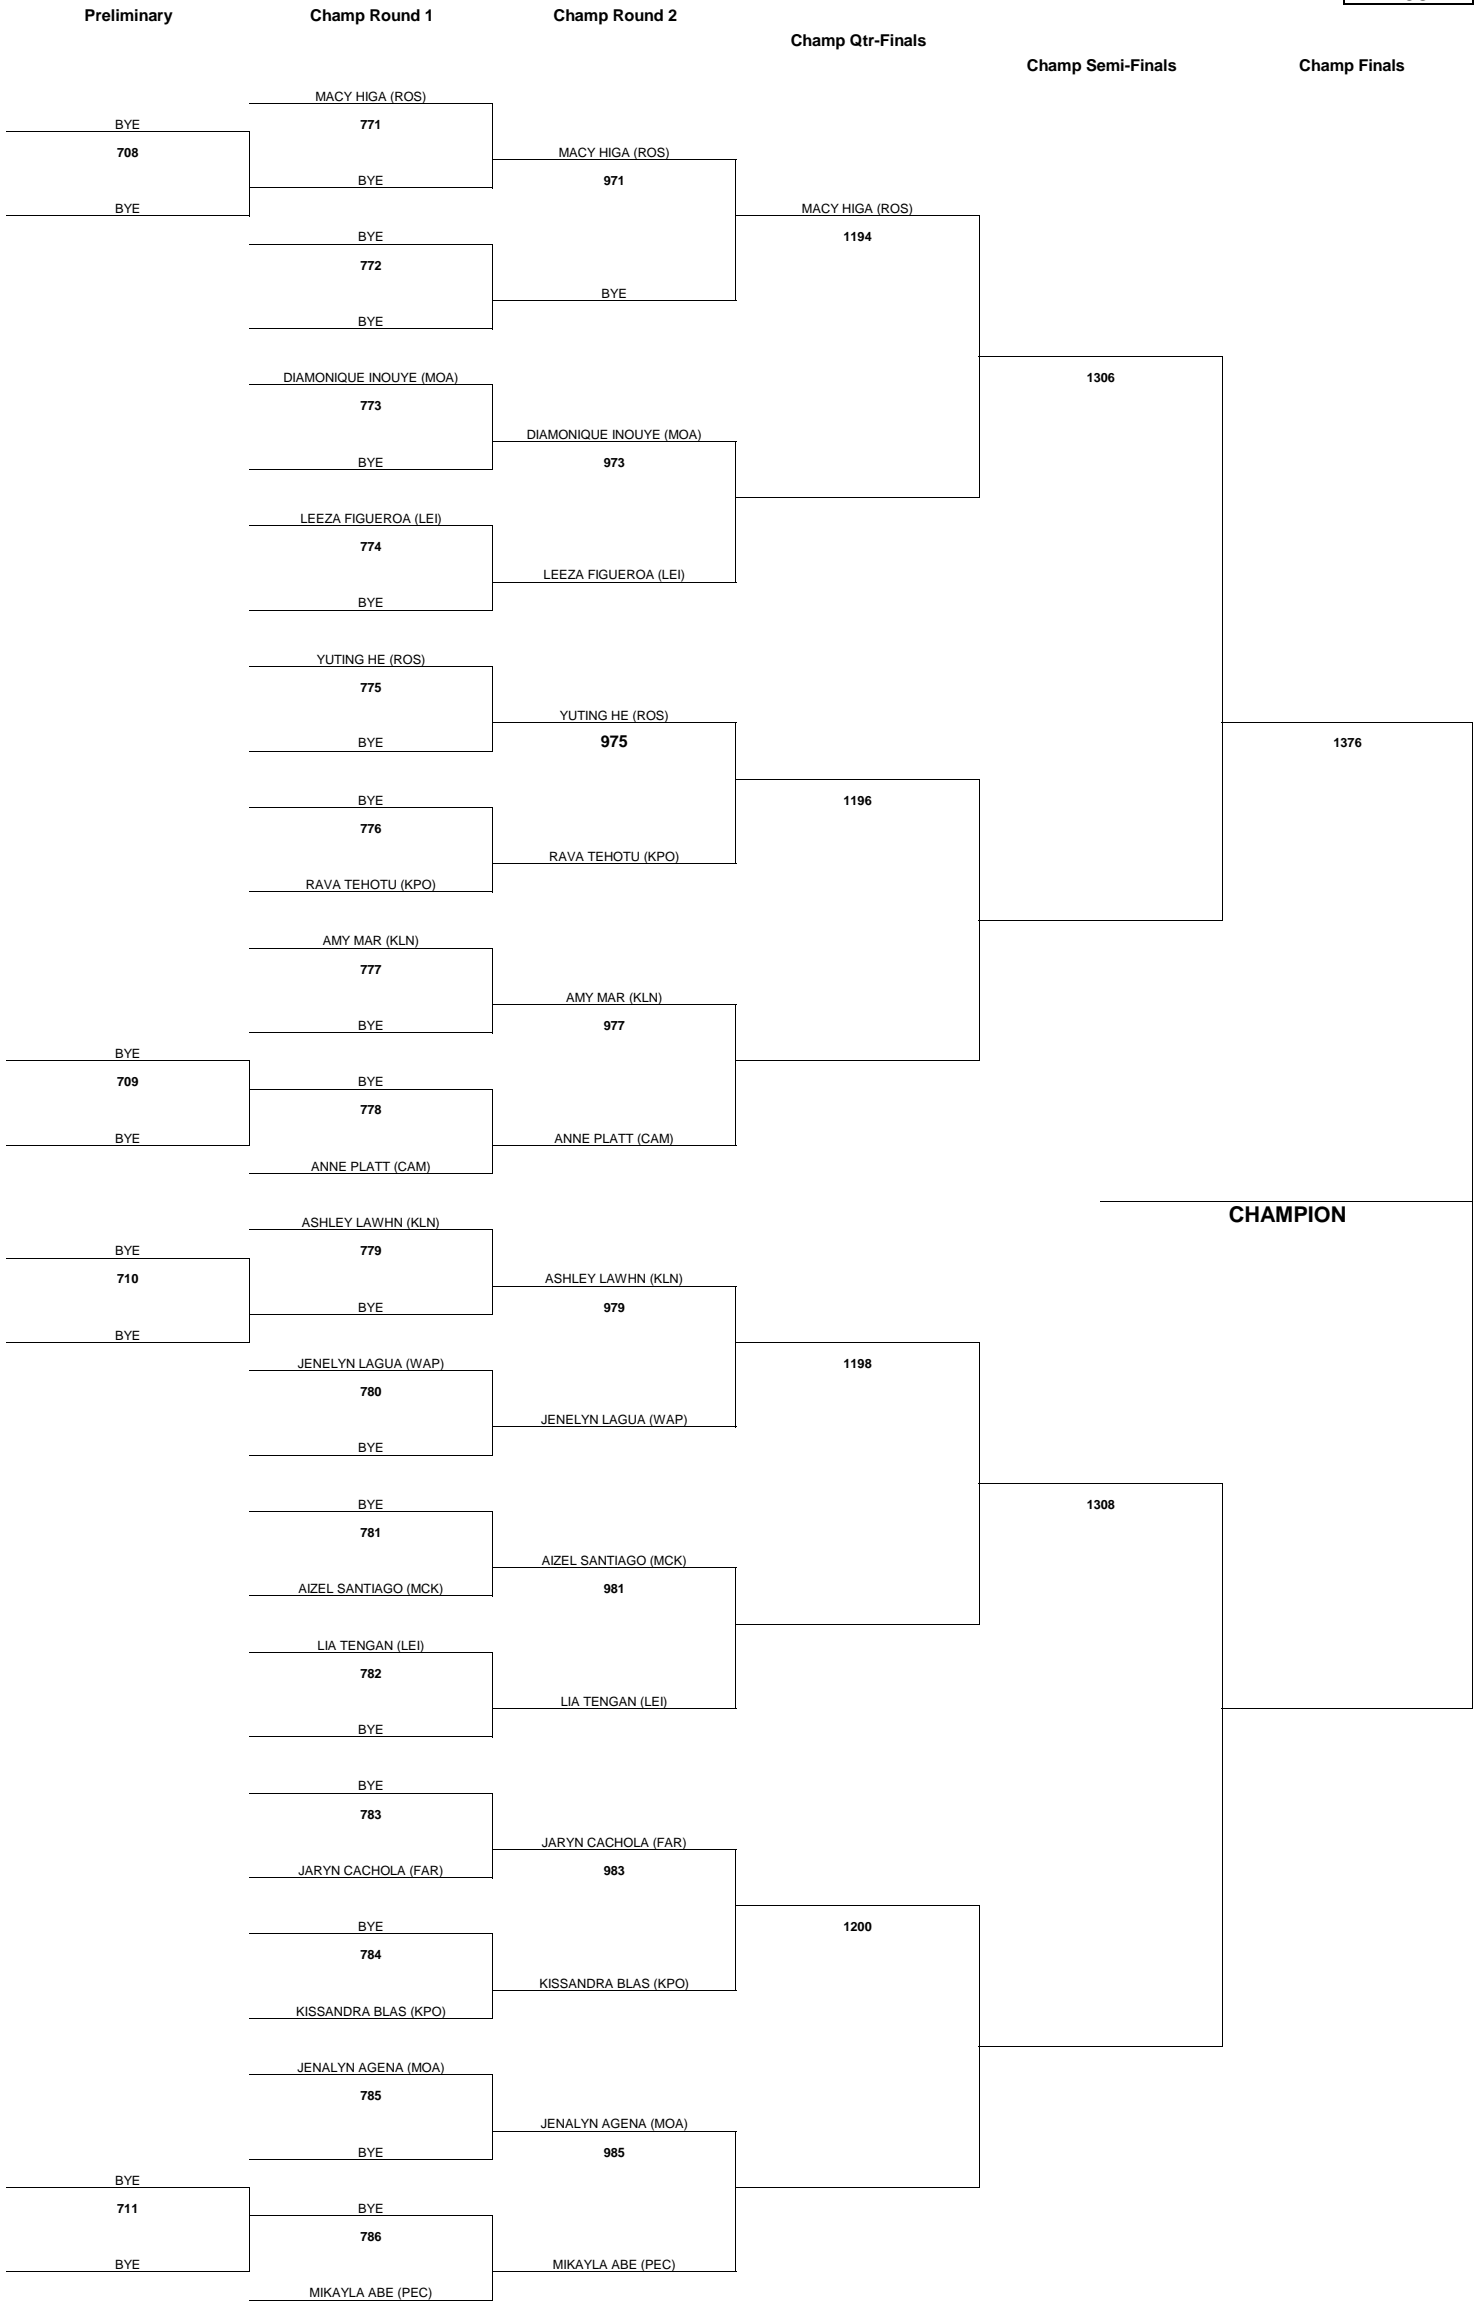 Preliminary
Champ Round 1
Champ Round 2
Champ Qtr-Finals
Champ Semi-Finals
Champ Finals
MACY HIGA (ROS)
BYE
771
708
MACY HIGA (ROS)
BYE
971
BYE
MACY HIGA (ROS)
BYE
1194
772
BYE
BYE
DIAMONIQUE INOUYE (MOA)
1306
773
DIAMONIQUE INOUYE (MOA)
BYE
973
LEEZA FIGUEROA (LEI)
774
LEEZA FIGUEROA (LEI)
BYE
YUTING HE (ROS)
775
YUTING HE (ROS)
BYE
975
1376
BYE
1196
776
RAVA TEHOTU (KPO)
RAVA TEHOTU (KPO)
AMY MAR (KLN)
777
AMY MAR (KLN)
BYE
977
BYE
709
BYE
778
BYE
ANNE PLATT (CAM)
ANNE PLATT (CAM)
CHAMPION
ASHLEY LAWHN (KLN)
BYE
779
710
ASHLEY LAWHN (KLN)
BYE
979
BYE
JENELYN LAGUA (WAP)
1198
780
JENELYN LAGUA (WAP)
BYE
BYE
1308
781
AIZEL SANTIAGO (MCK)
AIZEL SANTIAGO (MCK)
981
LIA TENGAN (LEI)
782
LIA TENGAN (LEI)
BYE
BYE
783
JARYN CACHOLA (FAR)
JARYN CACHOLA (FAR)
983
BYE
1200
784
KISSANDRA BLAS (KPO)
KISSANDRA BLAS (KPO)
JENALYN AGENA (MOA)
785
JENALYN AGENA (MOA)
BYE
985
BYE
711
BYE
786
BYE
MIKAYLA ABE (PEC)
MIKAYLA ABE (PEC)